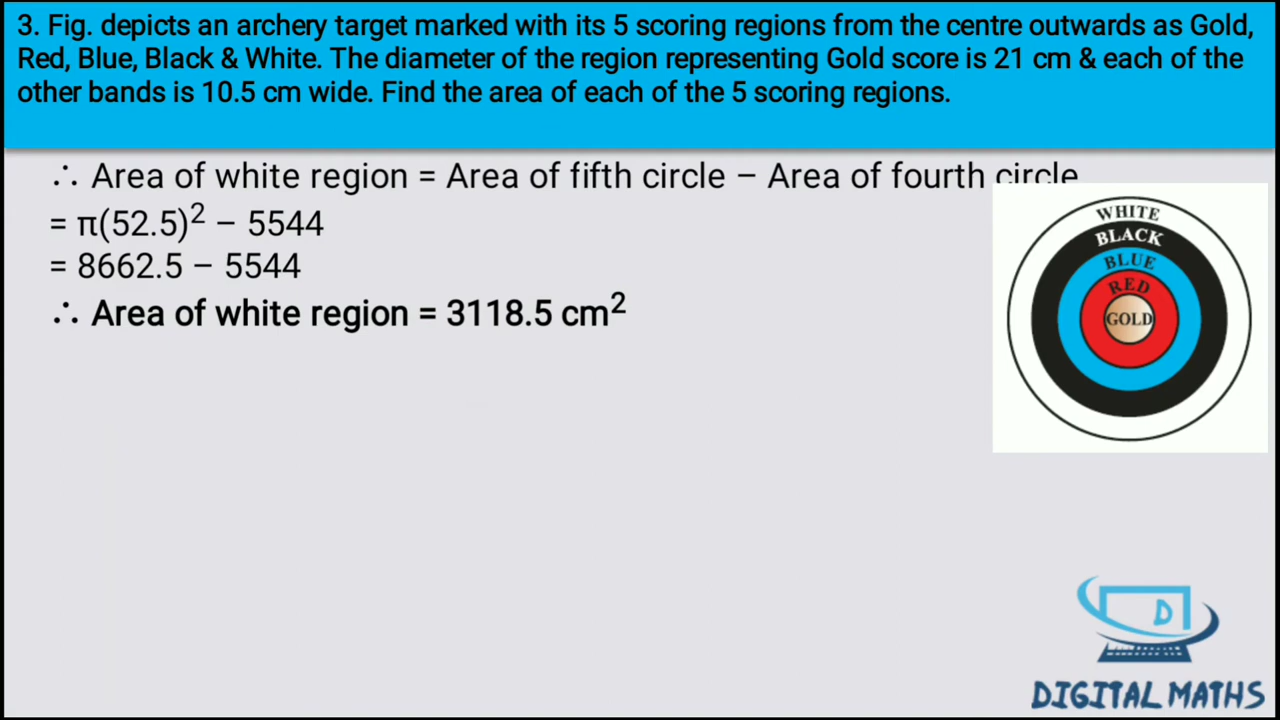 3. Fig. depicts an archery target marked with its 5 scoring regions from the centre outwards as Gold,
Red, Blue, Black & White. The diameter of the region representing Gold score is 21 cm & each of the
other bands is 10.5 cm wide. Find the area of each of the 5 scoring regions.
∴ Area of white region = Area of fifth circle – Area of fourth circle
= π(52.5)² – 5544
= 8662.5 – 5544
∴ Area of white region = 3118.5 cm²
WHITE
BLACK
BLUE
RED
GOLD
D
DIGITAL MATHS